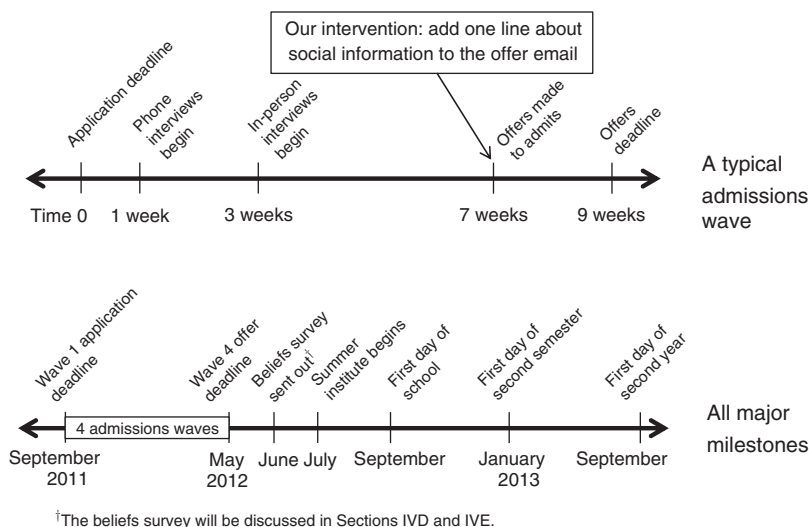 Our intervention: add one line about
social information to the offer email
Application deadline
Phone
interviews
begin
In-person
interviews
begin
Offers made
to admits
Offers
deadline
Time 0
1 week
3 weeks
7 weeks
9 weeks
A typical
admissions
wave
Wave 1 application
deadline
Wave 4 offer
deadline
Beliefs survey
sent out†
Summer
institute begins
First day of
school
First day of
second semester
First day of
second year
4 admissions waves
September
2011
May
2012
June
July
September
January
2013
September
All major
milestones
†The beliefs survey will be discussed in Sections IVD and IVE.